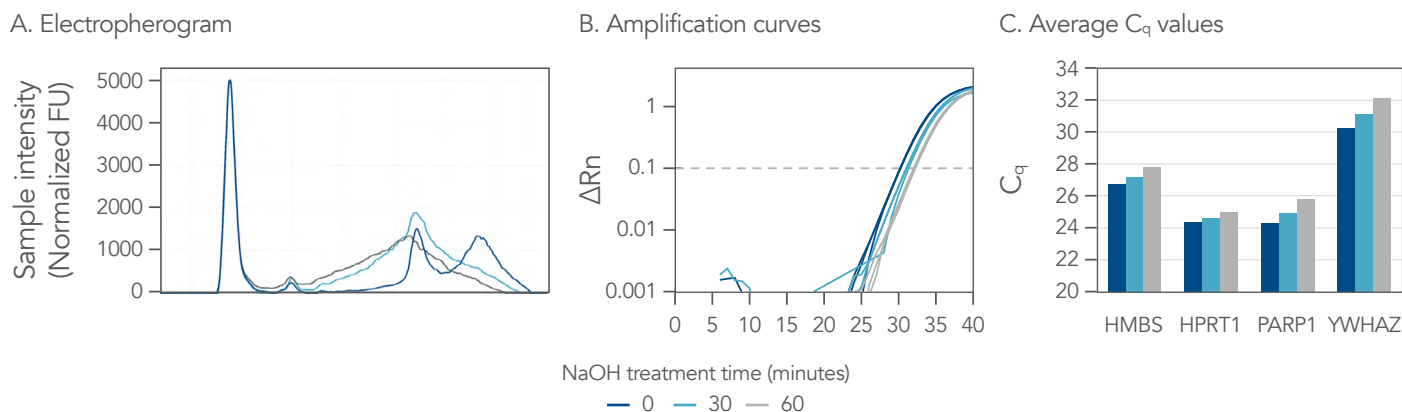 A. Electropherogram
B. Amplification curves
C. Average Cq values
Sample intensity
(Normalized FU)
5000
4000
3000
2000
1000
0
ΔRn
1
0.1
0.01
0.001
0 5 10 15 20 25 30 35 40
Cq
34
32
30
28
26
24
22
20
HMBS HPRT1 PARP1 YWHAZ
NaOH treatment time (minutes)
0 30 60